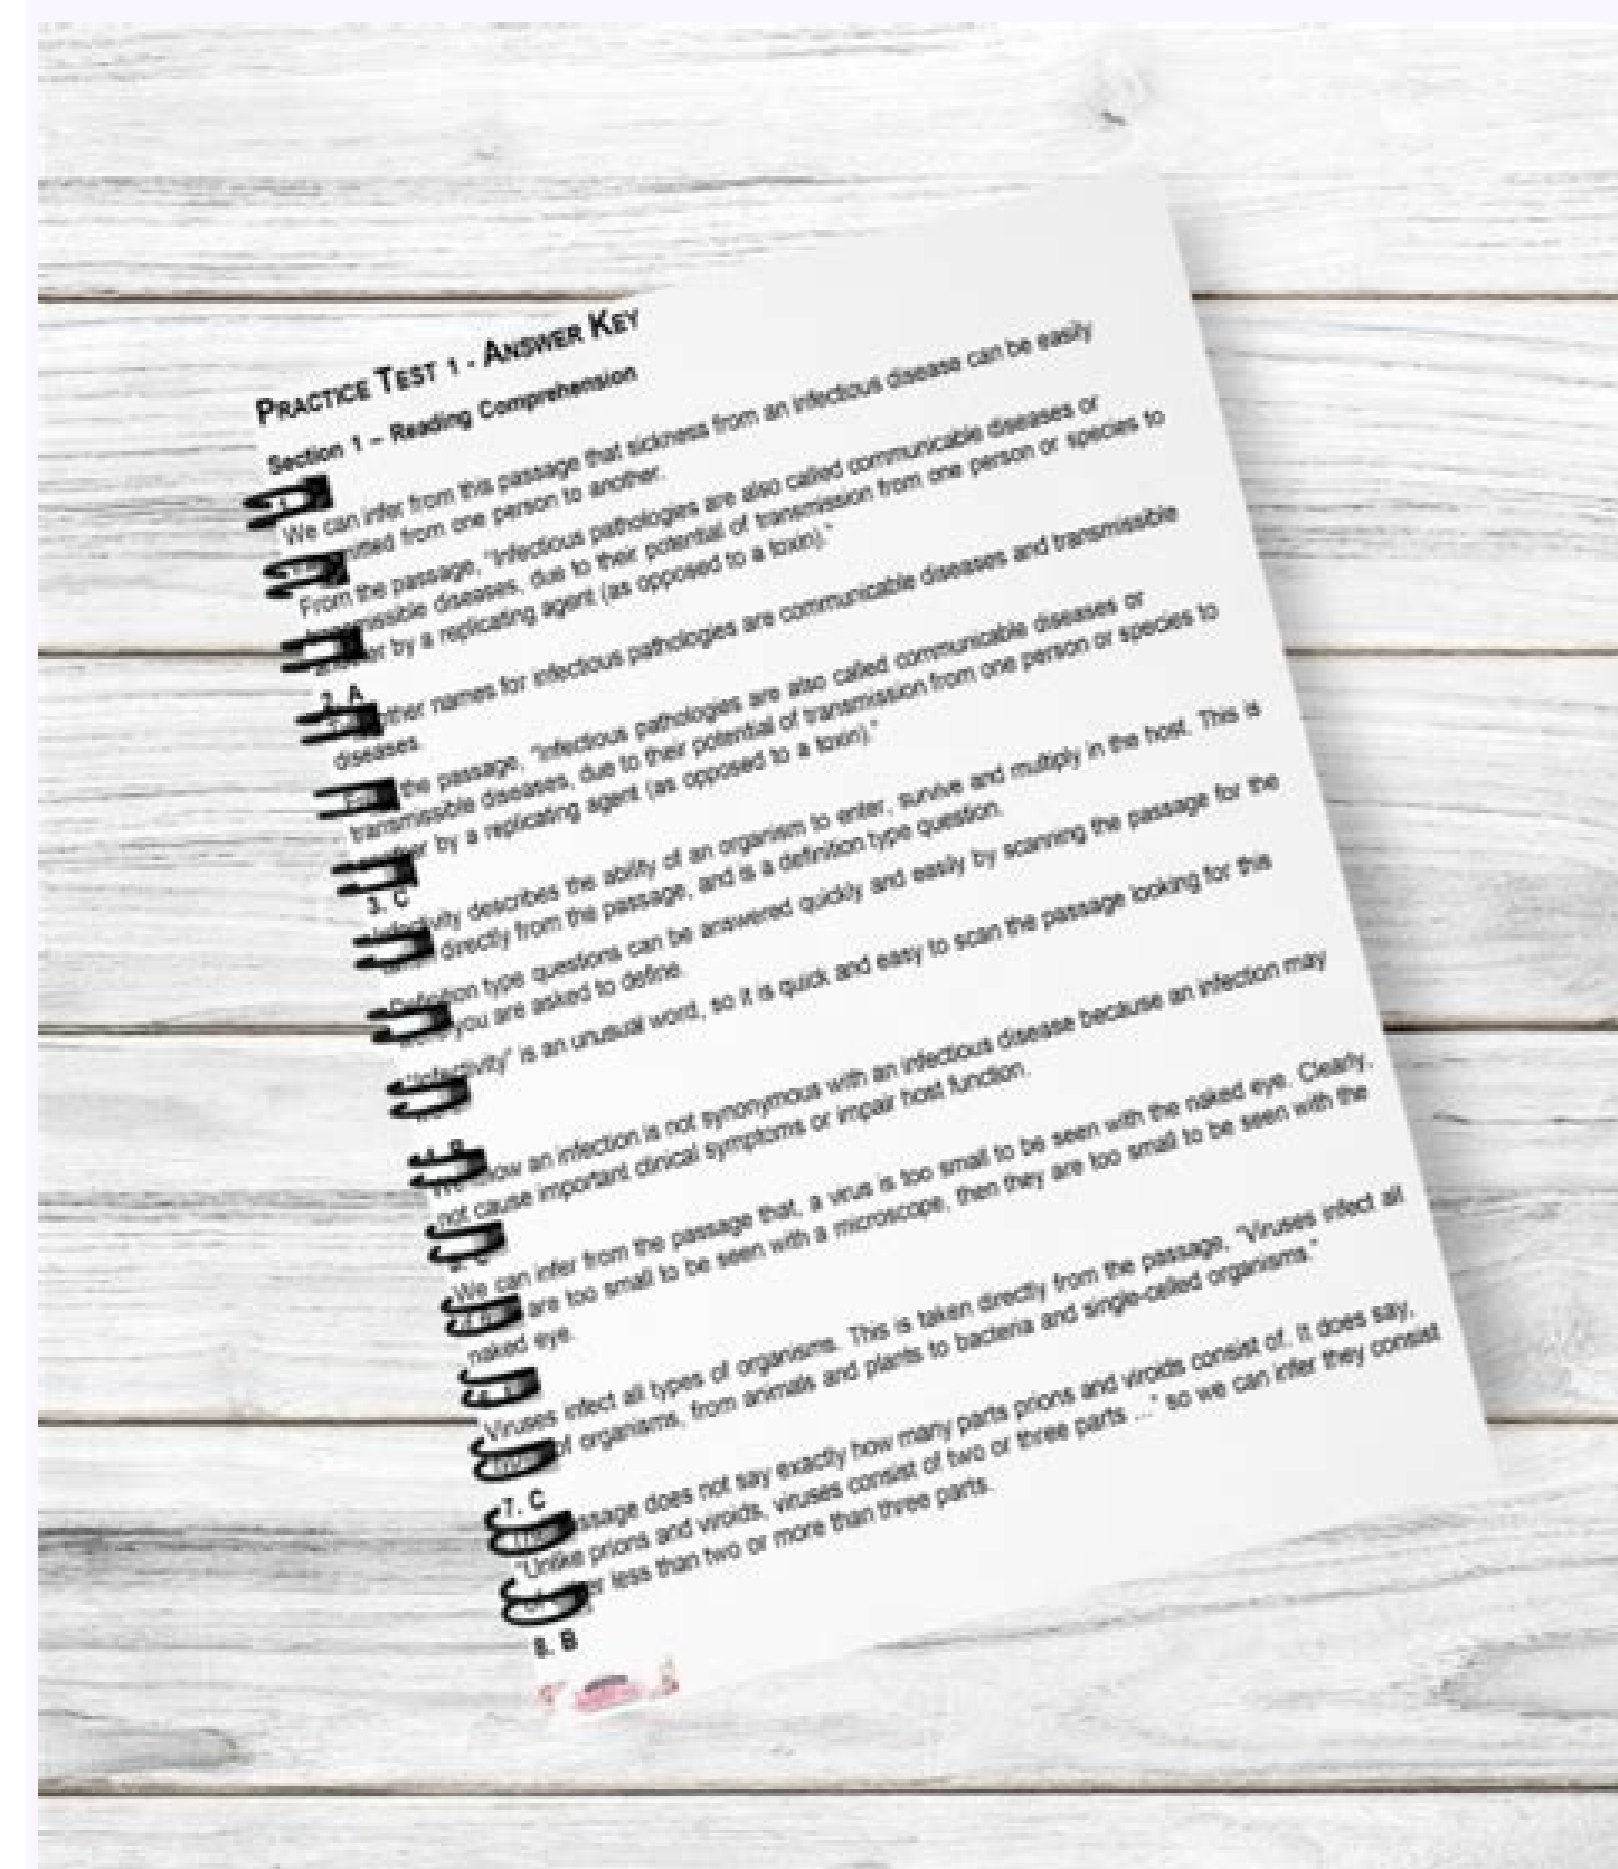 PRACTICE TEST 1 - ANSWER KEY
Section 1 – Reading Comprehension
We can infer from this passage that sickness from an infectious disease can be easily
from one person to another.
From the passage, "Infectious pathologies are also called communicable diseases or
diseases, due to their potential of transmission from one person or species to
by a replicating agent (as opposed to a toxin)."
2. A
names for infectious pathologies are communicable diseases and transmissible
diseases.
the passage, "Infectious pathologies are also called communicable diseases or
transmissible diseases, due to their potential of transmission from one person or species to
by a replicating agent (as opposed to a toxin)."
3. C
describes the ability of an organism to enter, survive and multiply in the host. This is
directly from the passage, and is a definition type question.
Definition type questions can be answered quickly and easily by scanning the passage for the
you are asked to define.
"Infectivity" is an unusual word, so it is quick and easy to scan the passage looking for this
an infection is not synonymous with an infectious disease because an infection may
not cause important clinical symptoms or impair host function.
We can infer from the passage that, a virus is too small to be seen with the naked eye. Clearly,
are too small to be seen with a microscope, then they are too small to be seen with the
naked eye.
Viruses infect all types of organisms. This is taken directly from the passage, "Viruses infect all
of organisms, from animals and plants to bacteria and single-celled organisms."
7. C
does not say exactly how many parts prions and viroids consist of. It does say,
"Unlike prions and viroids, viruses consist of two or three parts ..." so we can infer they consist
less than two or more than three parts.
8. B